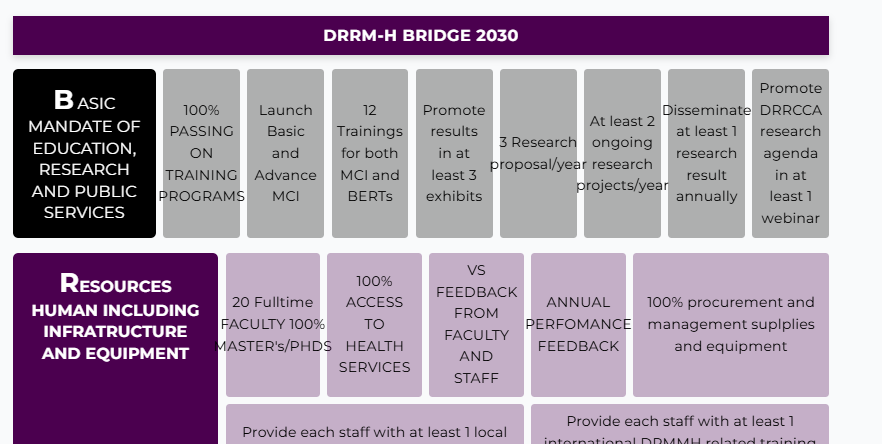 DRRM-H BRIDGE 2030
B ASIC
MANDATE OF
EDUCATION,
RESEARCH
AND PUBLIC
SERVICES
100%
PASSING
ON
TRAINING
PROGRAMS
Launch
Basic
and
Advance
MCI
12
Trainings
for both
MCI and
BERTs
Promote
results
in at
least 3
exhibits
3 Research
proposal/year
At least 2
ongoing
research
projects/year
Disseminate
at least 1
research
result
annually
Promote
DRRCCA
research
agenda
in at
least 1
webinar
RESOURCES
HUMAN INCLUDING
INFRATRUCTURE
AND EQUIPMENT
20 Fulltime
FACULTY 100%
MASTER's/PHDS
100%
ACCESS
TO
HEALTH
SERVICES
VS
FEEDBACK
FROM
FACULTY
AND
STAFF
ANNUAL
PERFOMANCE
FEEDBACK
100% procurement and
management suplplies
and equipment
Provide each staff with at least 1 local
Provide each staff with at least 1
international DPMMH related training